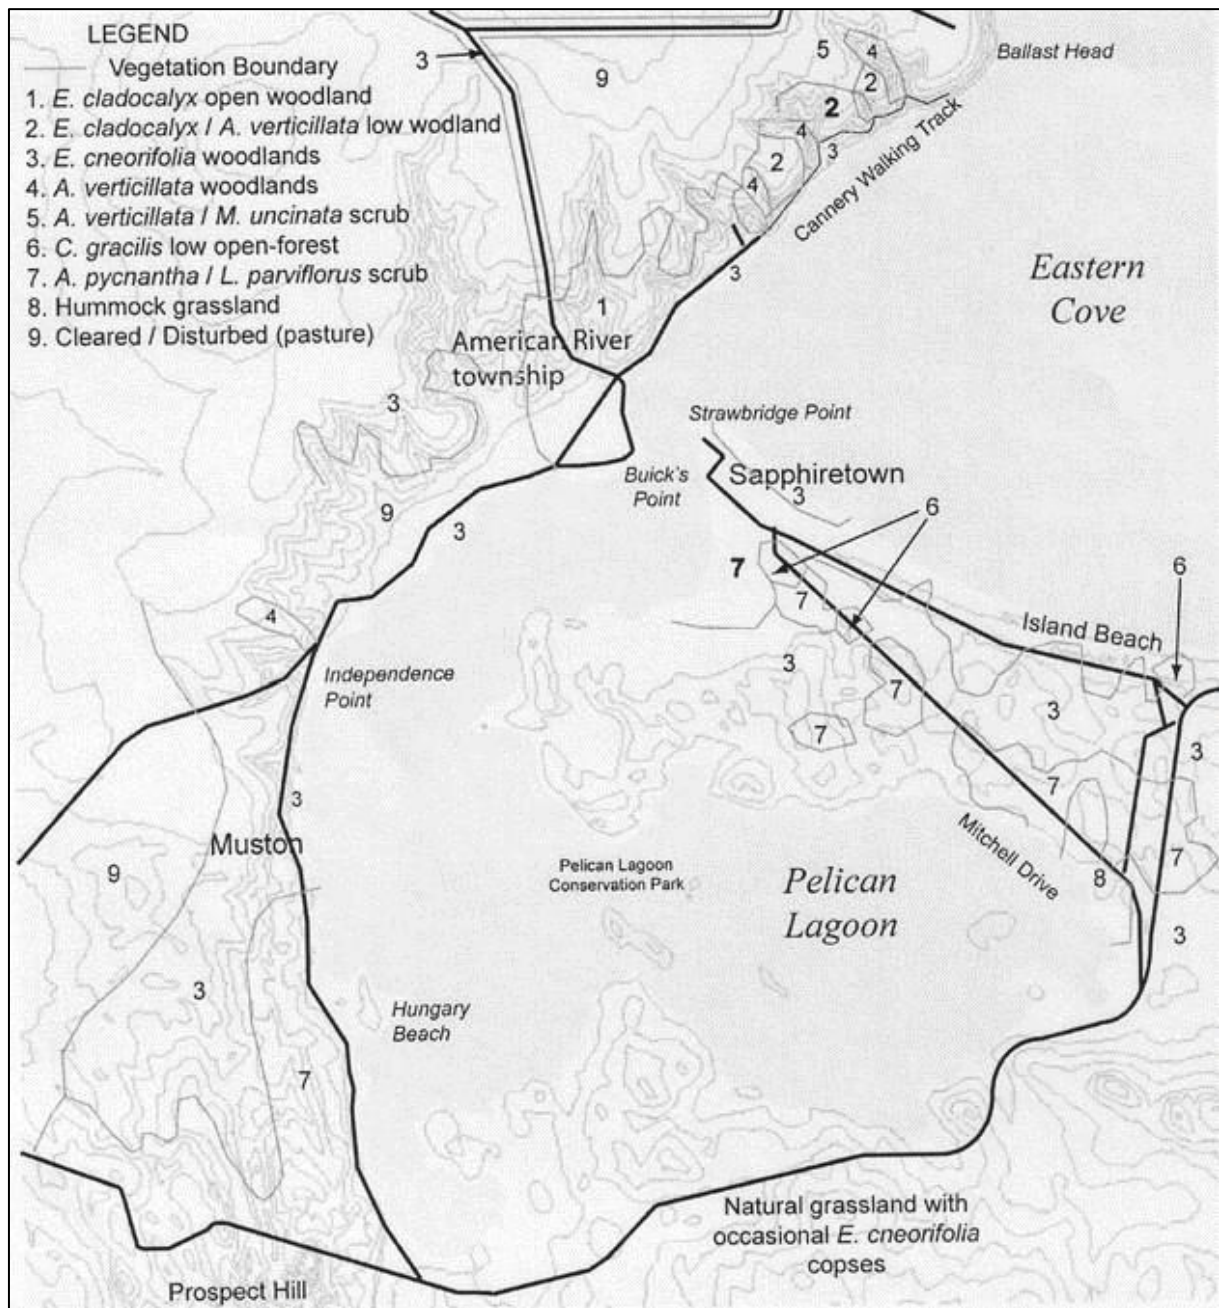 LEGEND
Vegetation Boundary
1. E. cladocalyx open woodland
2. E. cladocalyx / A. verticillata low wodland
3. E. cneorifolia woodlands
4. A. verticillata woodlands
5. A. verticillata / M. uncinata scrub
6. C. gracilis low open-forest
7. A. pycnantha / L. parviflorus scrub
8. Hummock grassland
9. Cleared / Disturbed (pasture)
3
9
5
4
Ballast Head
2
2
4
3
2
4
Cannery Walking Track
3
Eastern
Cove
1
American River
township
3
Strawbridge Point
Buick's
Point
Sapphiretown
3
6
9
3
7
7
6
4
Island Beach
3
Independence
Point
7
3
3
7
3
7
Muston
Mitchell Drive
9
Pelican Lagoon
Conservation Park
Pelican
Lagoon
8
7
3
3
Hungary
Beach
7
Natural grassland with
occasional E. cneorifolia
copses
Prospect Hill